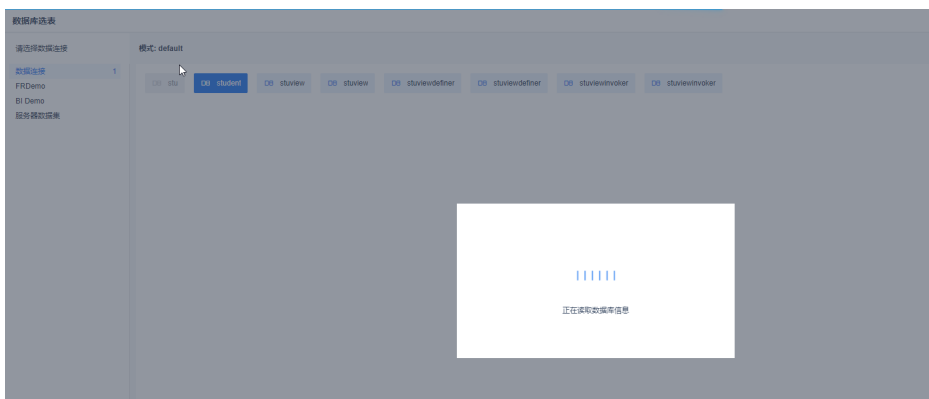 数据库选表
请选择数据连接
模式: default
数据连接 1
FRDemo
BI Demo
服务器数据集
DB stu DB student DB stuview DB stuview DB stuviewdefiner DB stuviewdefiner DB stuviewinvoker DB stuviewinvoker
正在读取数据库信息